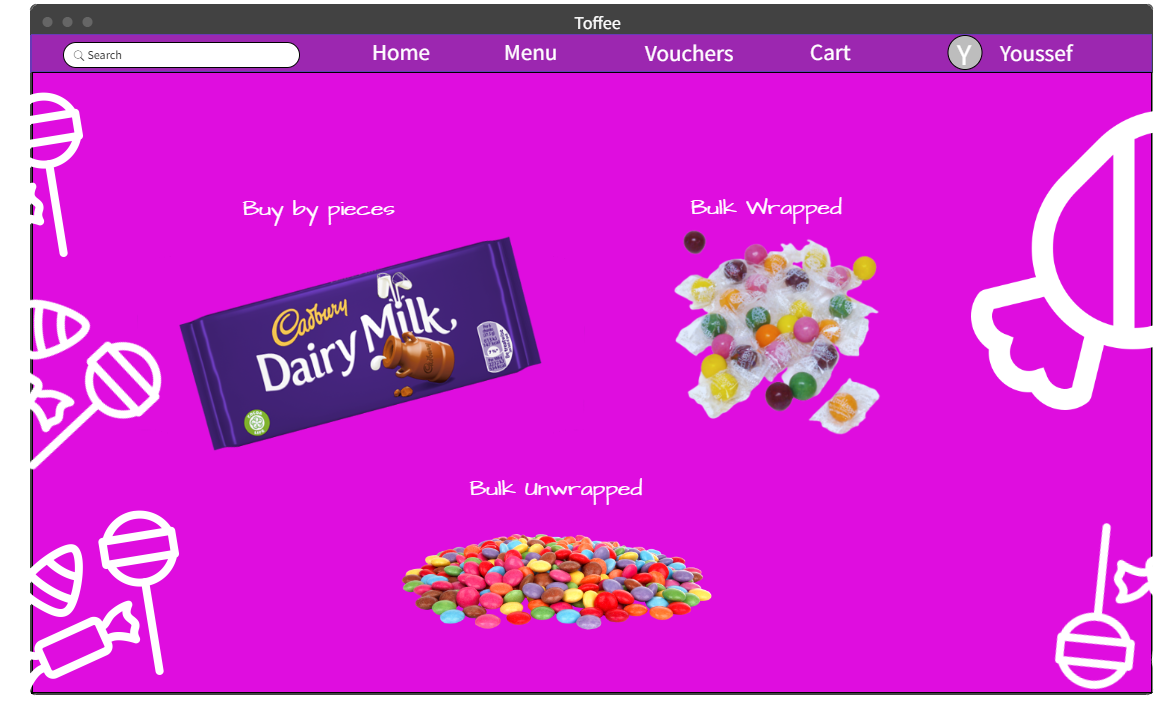 Toffee
Search
Home
Menu
Vouchers
Cart
Y
Youssef
Buy by pieces
Bulk Wrapped
Cadbury
Dairy Milk
Bulk Unwrapped